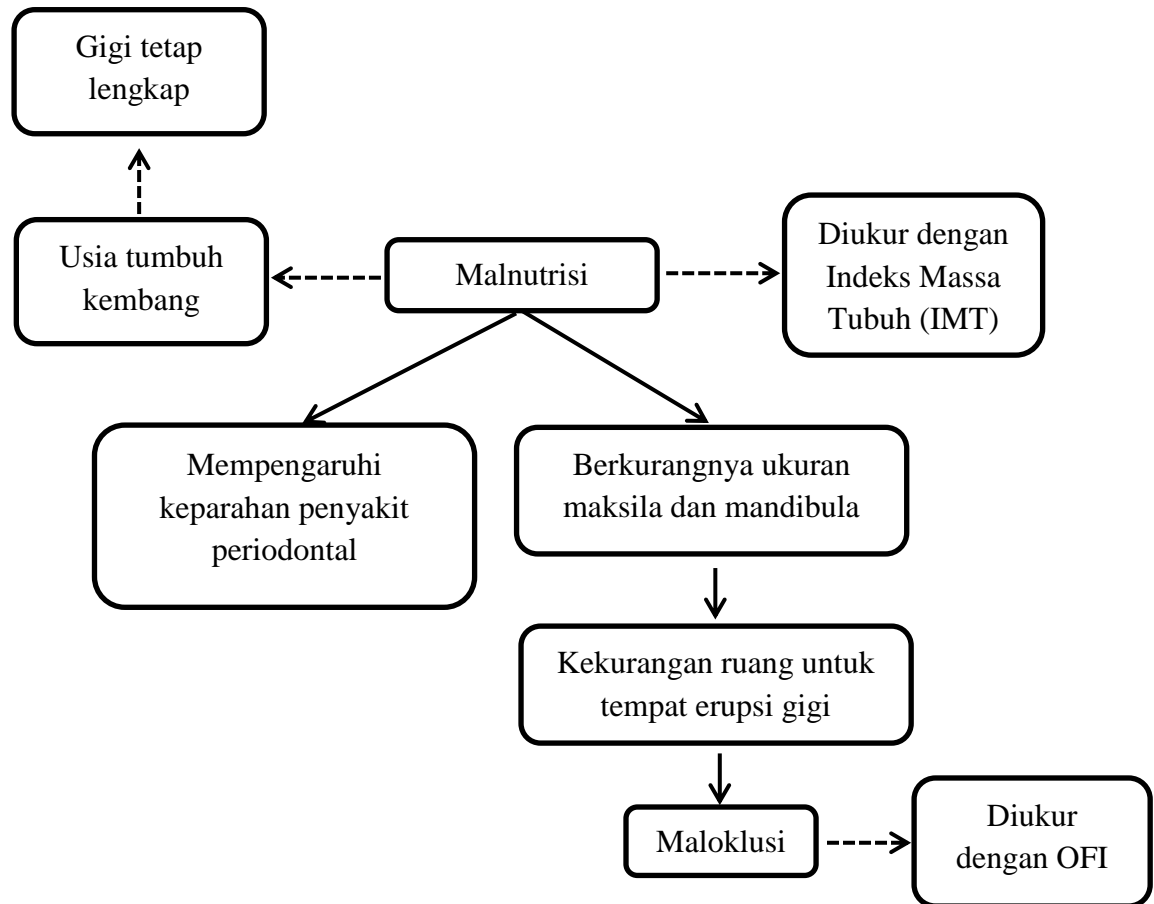 Gigi tetap
lengkap
Usia tumbuh
kembang
Malnutrisi
Diukur dengan
Indeks Massa
Tubuh (IMT)
Mempengaruhi
keparahan penyakit
periodontal
Berkurangnya ukuran
maksila dan mandibula
Kekurangan ruang untuk
tempat erupsi gigi
Maloklusi
Diukur
dengan OFI